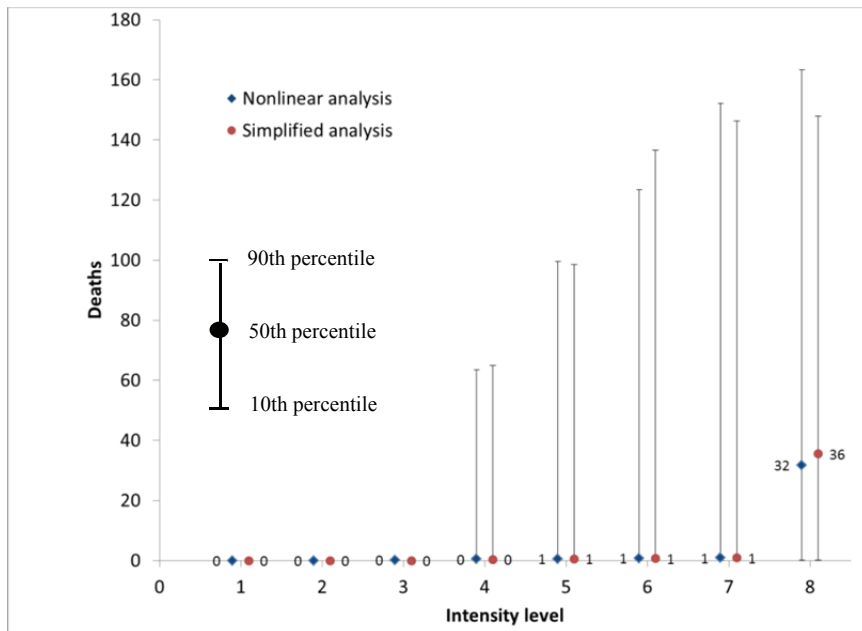 180
160
140
120
100
80
60
40
20
0
Deaths
Nonlinear analysis
Simplified analysis
90th percentile
50th percentile
10th percentile
0 0 0 0 0 0 0 0 1 1 1 1 1 1 32 36
0 1 2 3 4 5 6 7 8
Intensity level